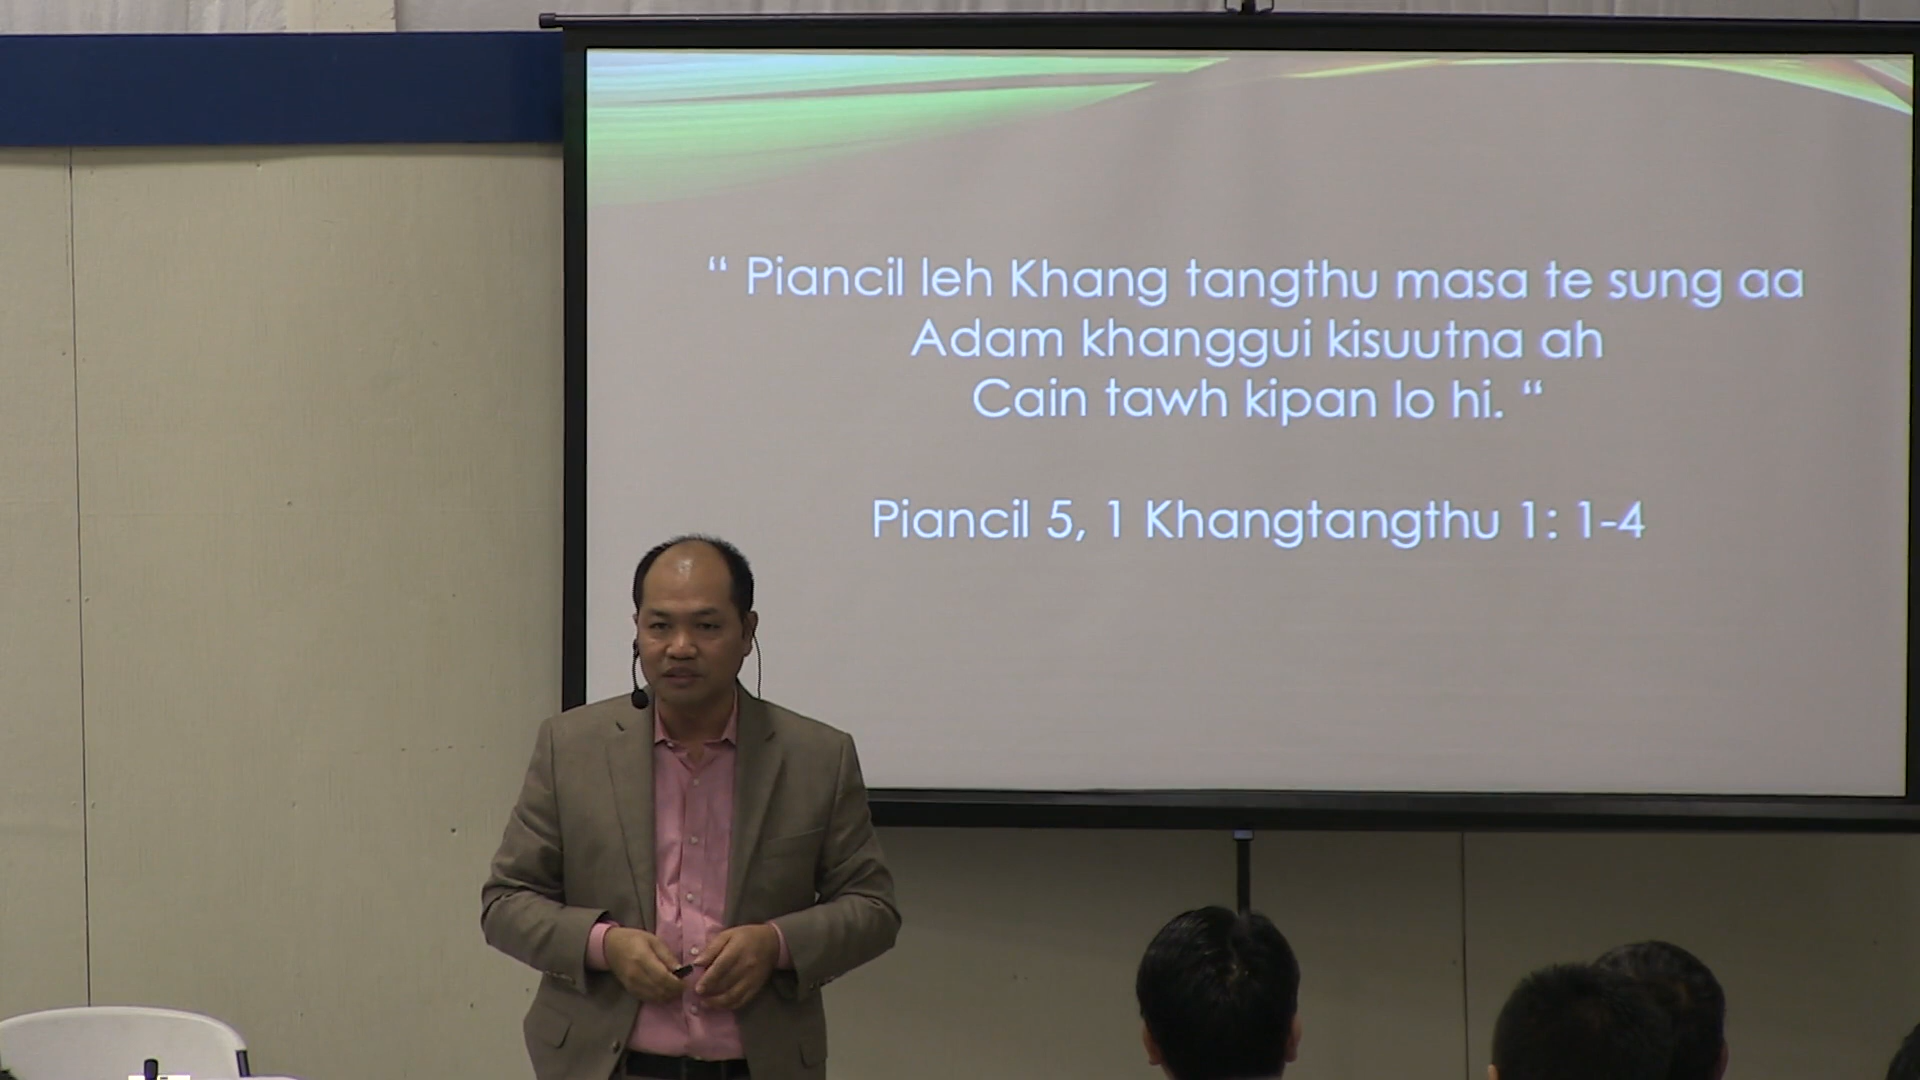 “ Piancil leh Khang tangthu masa te sung aa
Adam khanggui kisuutna ah
Cain tawh kipan lo hi. “
Piancil 5, 1 Khangtangthu 1: 1-4